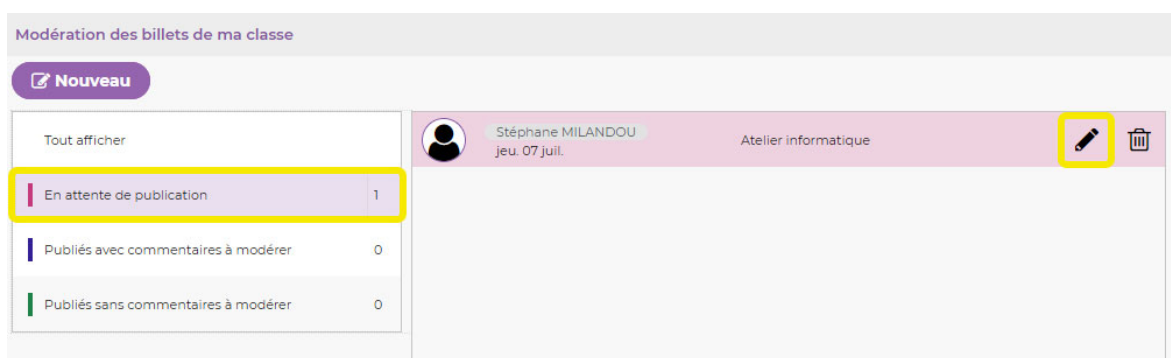 Modération des billets de ma classe
Nouveau
Tout afficher
En attente de publication 1
Publiés avec commentaires à modérer 0
Publiés sans commentaires à modérer 0
Stéphane MILANDOU
jeu. 07 juil.
Atelier informatique